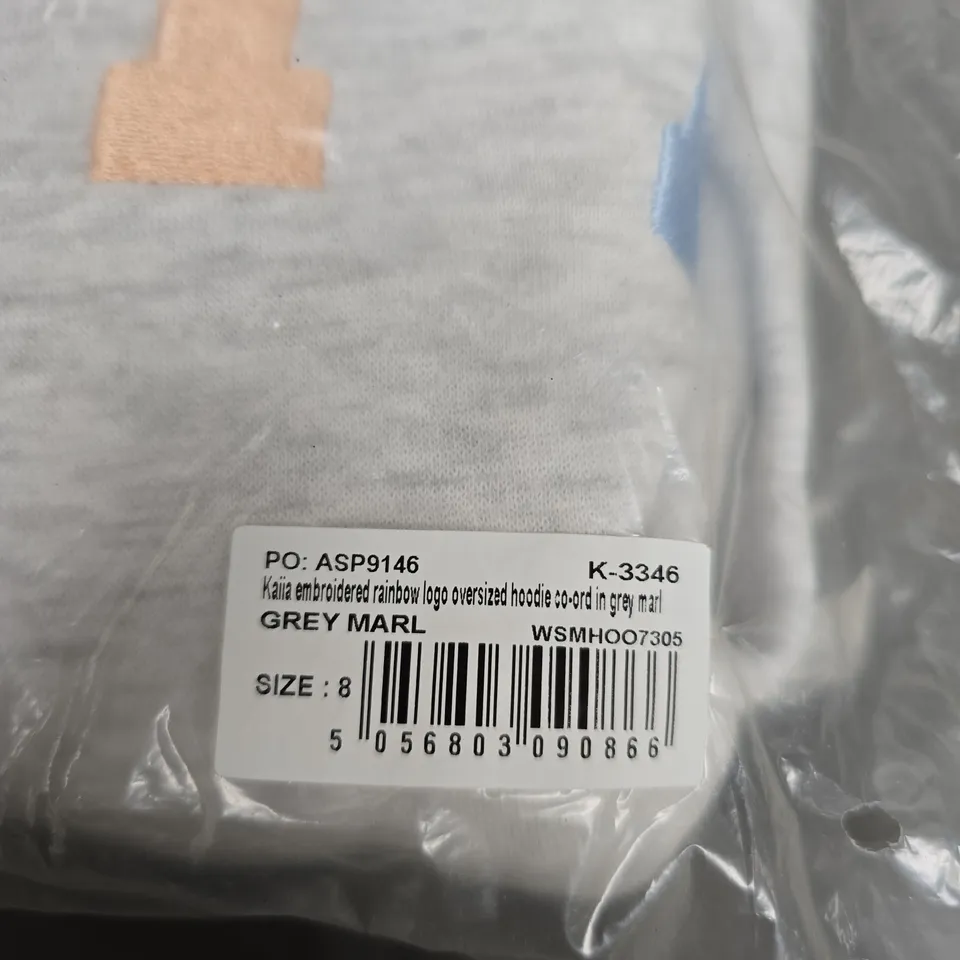 PO: ASP9146 K-3346
Kaiia embroidered rainbow logo oversized hoodie co-ord in grey marl
GREY MARL WSMHOO7305
SIZE : 8
5 056803 090866